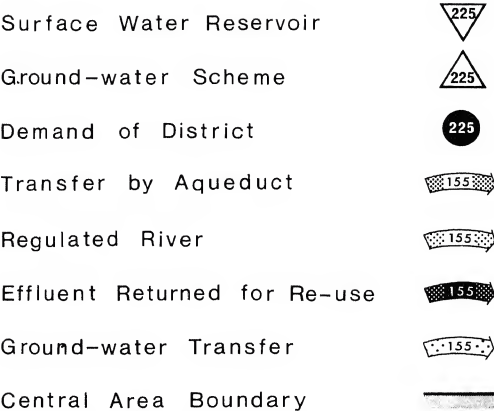 Surface Water Reservoir 225
Ground-water Scheme 225
Demand of District 225
Transfer by Aqueduct 155
Regulated River 155
Effluent Returned for Re-use 155
Ground-water Transfer 155
Central Area Boundary